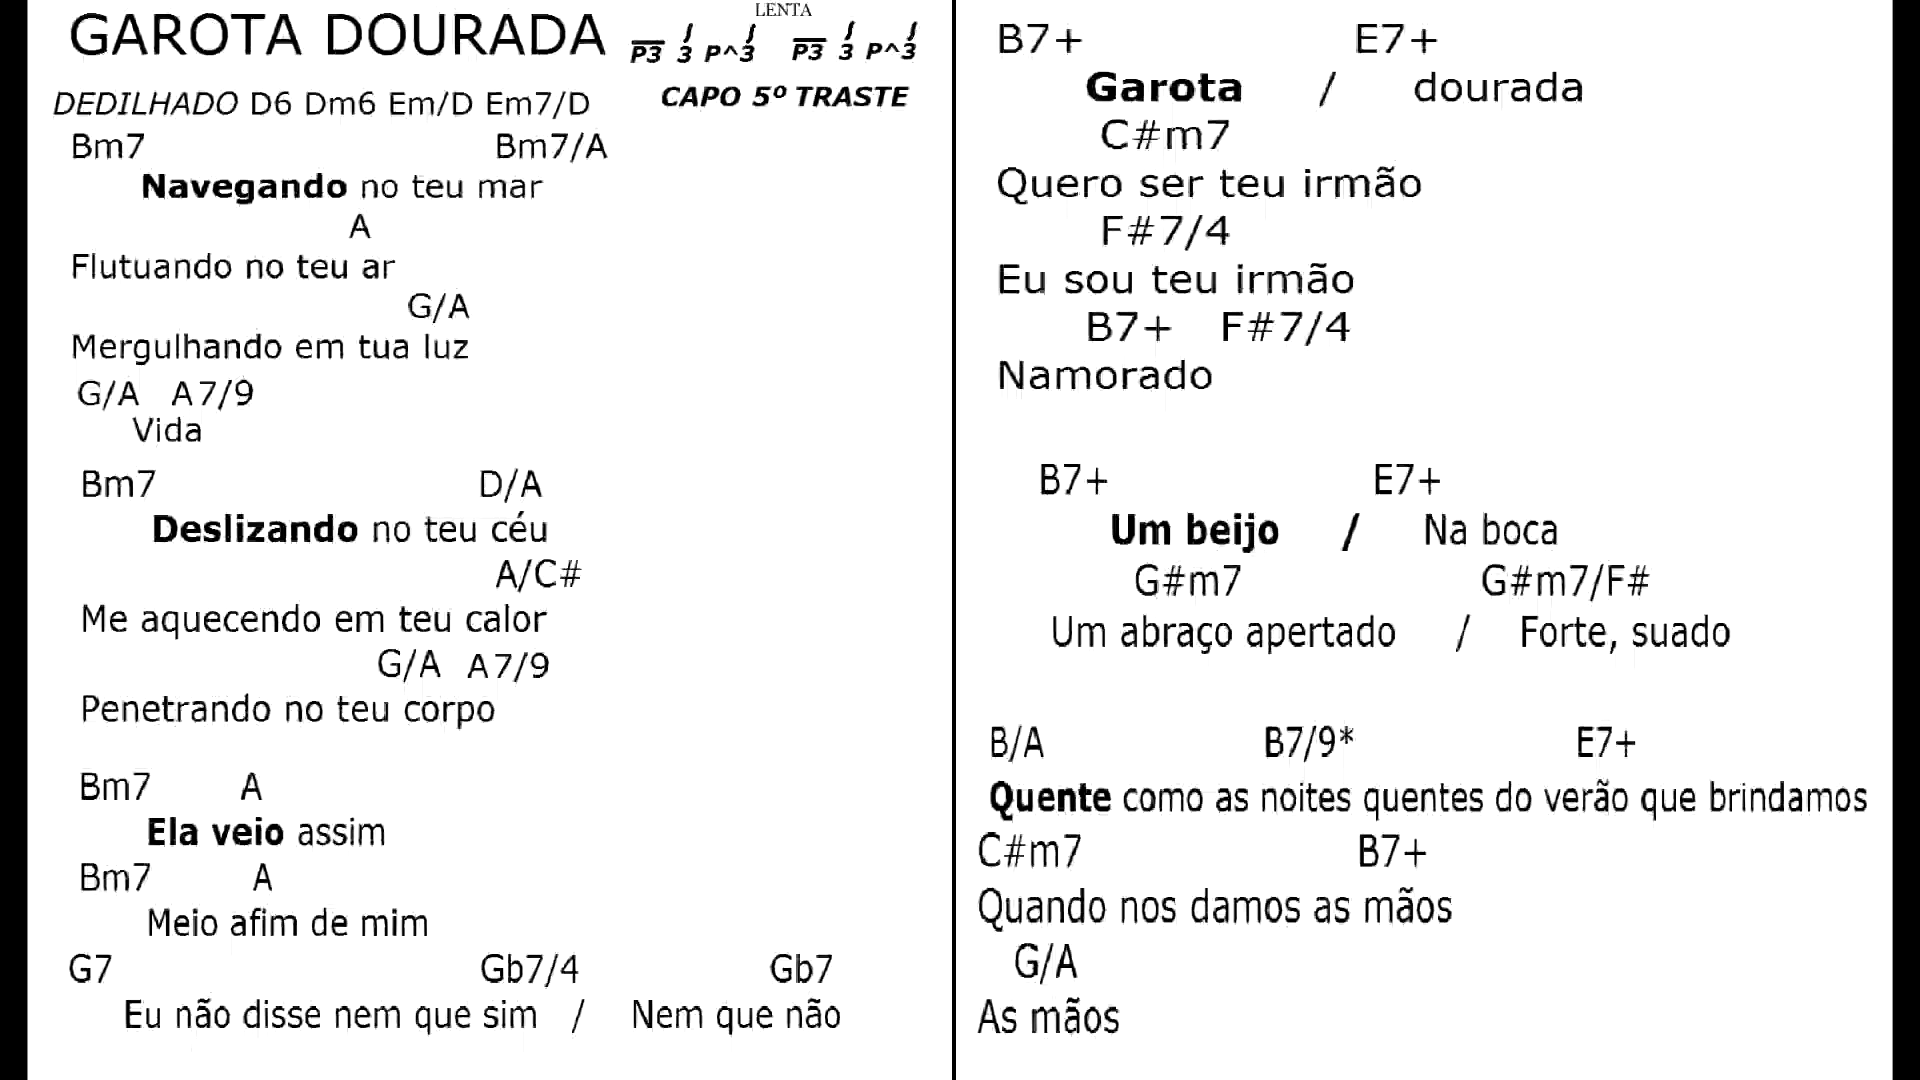 LENTA
GAROTA DOURADA P3 3 P^3 P3 3 P^3
CAPO 5º TRASTE
DEDILHADO D6 Dm6 Em/D Em7/D
Bm7 Bm7/A
Navegando no teu mar
A
Flutuando no teu ar
G/A
Mergulhando em tua luz
G/A A7/9
Vida
Bm7 D/A
Deslizando no teu céu
A/C#
Me aquecendo em teu calor
G/A A7/9
Penetrando no teu corpo
Bm7 A
Ela veio assim
Bm7 A
Meio afim de mim
G7 Gb7/4 Gb7
Eu não disse nem que sim / Nem que não
B7+ E7+
Garota / dourada
C#m7
Quero ser teu irmão
F#7/4
Eu sou teu irmão
B7+ F#7/4
Namorado
B7+ E7+
Um beijo / Na boca
G#m7 G#m7/F#
Um abraço apertado / Forte, suado
B/A B7/9* E7+
Quente como as noites quentes do verão que brindamos
C#m7 B7+
Quando nos damos as mãos
G/A
As mãos